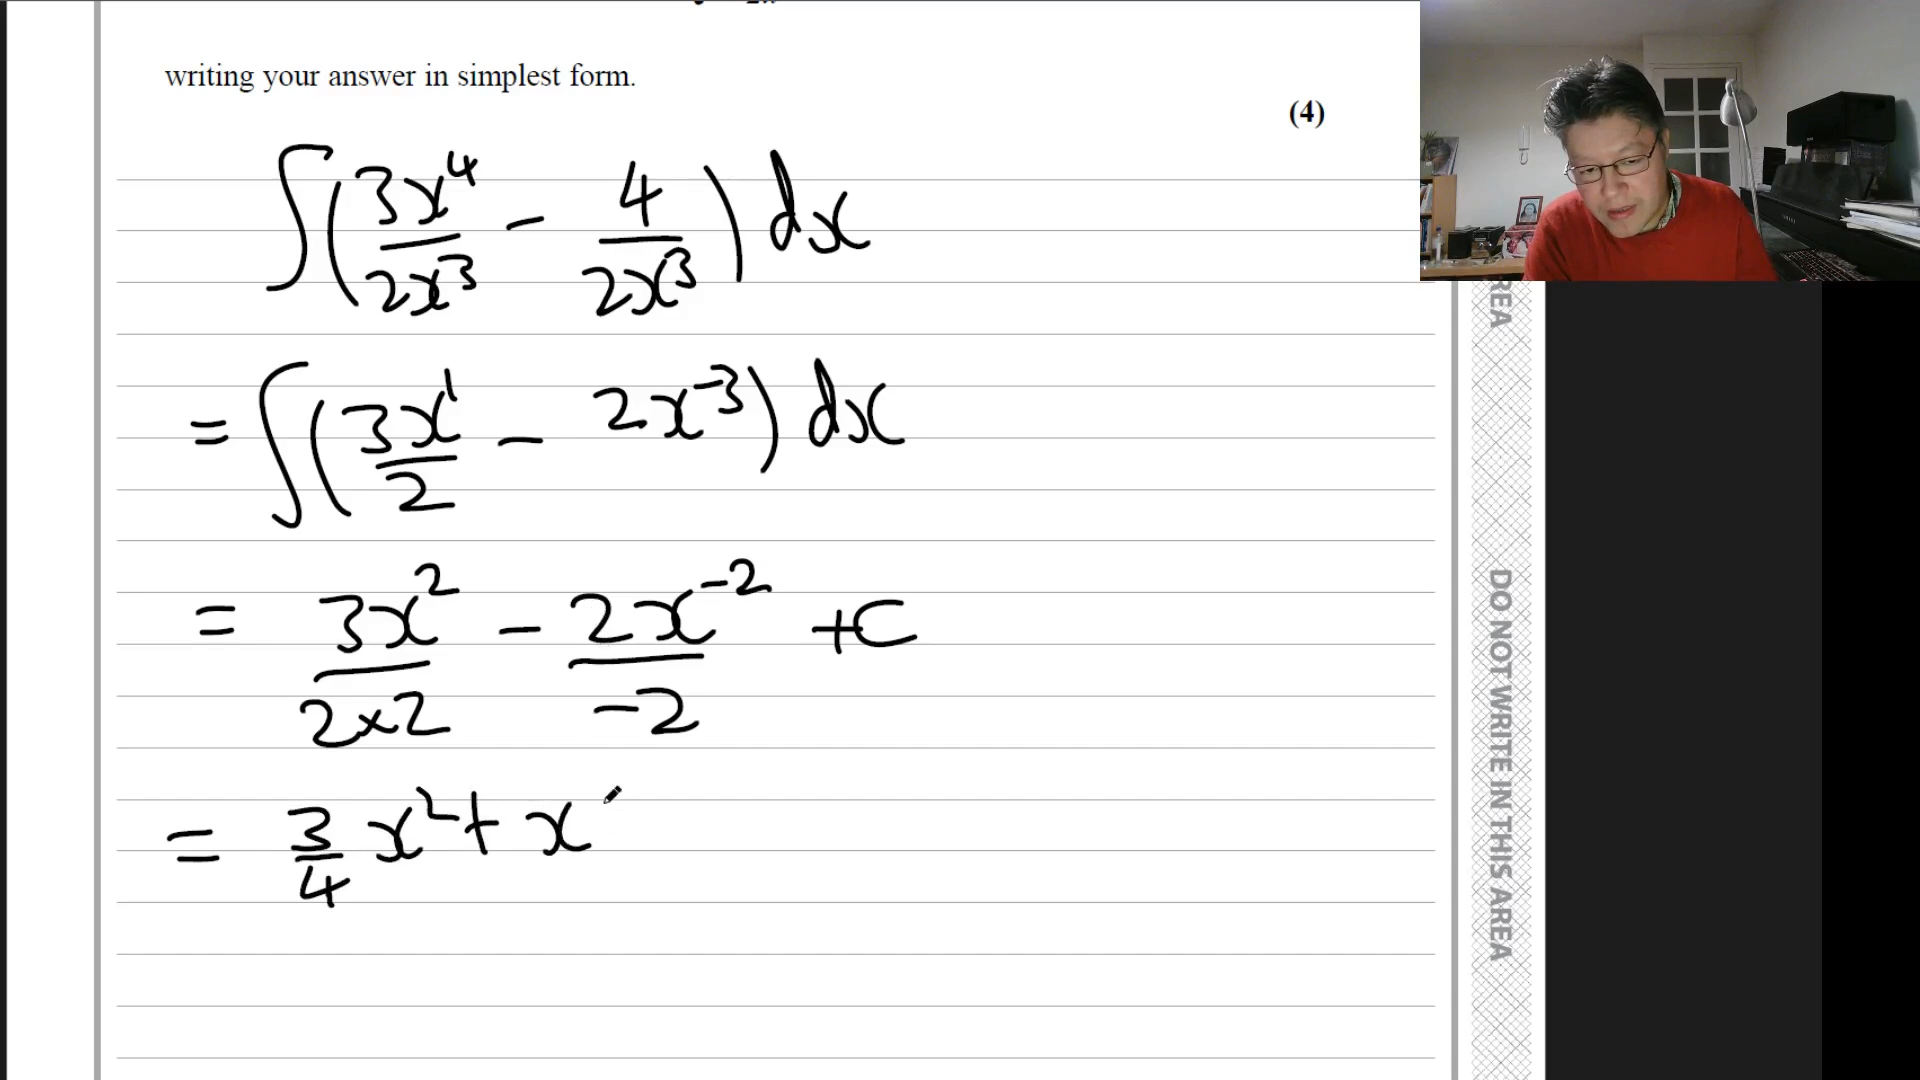 writing your answer in simplest form.
(4)
∫(3x⁴/2x³ - 4/2x³)dx
= ∫(3x¹/2 - 2x⁻³)dx
= 3x²/2×2 - 2x⁻²/-2 +c
= 3/4 x² + x
REA
DO NOT WRITE IN THIS AREA